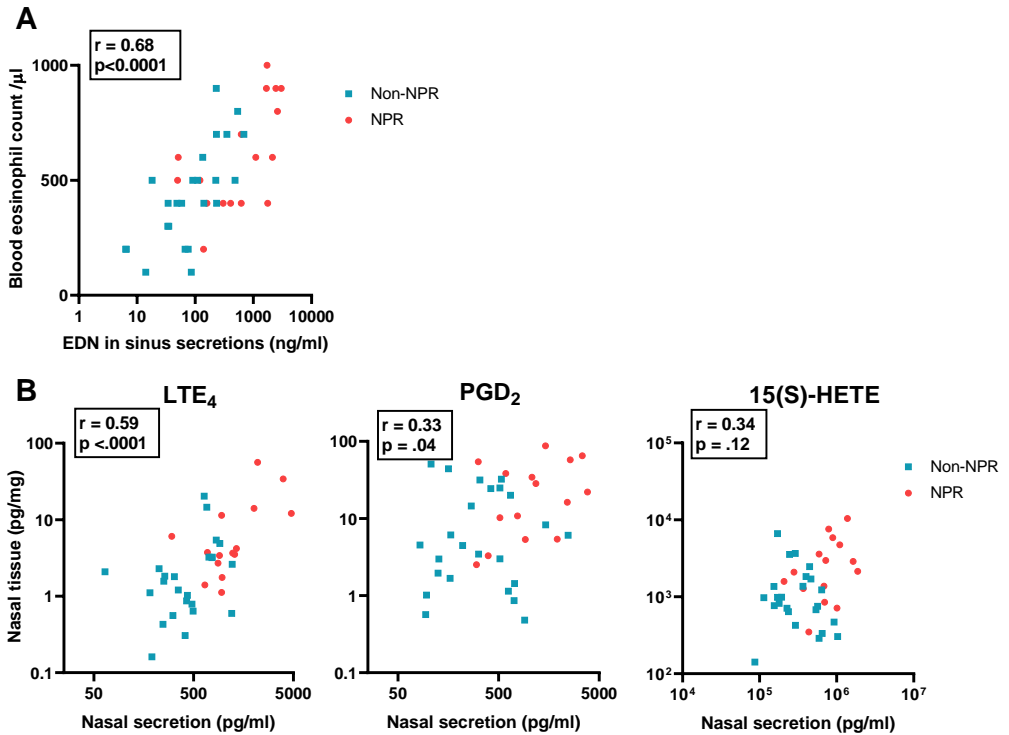 A
r = 0.68
p<0.0001
1000
500
0
Blood eosinophil count /μl
1
10
100
1000
10000
EDN in sinus secretions (ng/ml)
Non-NPR
NPR
B
LTE4
r = 0.59
p <.0001
100
10
1
0.1
Nasal tissue (pg/mg)
50
500
5000
Nasal secretion (pg/ml)
PGD2
r = 0.33
p = .04
100
10
1
0.1
50
500
5000
Nasal secretion (pg/ml)
15(S)-HETE
r = 0.34
p = .12
10^5
10^4
10^3
10^2
10^4
10^5
10^6
10^7
Nasal secretion (pg/ml)
Non-NPR
NPR